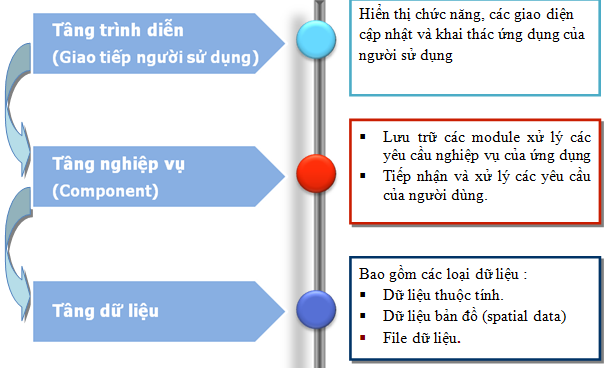 Tầng trình diễn
(Giao tiếp người sử dụng)
Hiển thị chức năng, các giao diện
cập nhật và khai thác ứng dụng của
người sử dụng
Tầng nghiệp vụ
(Component)
▪ Lưu trữ các module xử lý các
yêu cầu nghiệp vụ của ứng dụng
▪ Tiếp nhận và xử lý các yêu cầu
của người dùng.
Tầng dữ liệu
Bao gồm các loại dữ liệu :
▪ Dữ liệu thuộc tính.
▪ Dữ liệu bản đồ (spatial data)
▪ File dữ liệu.